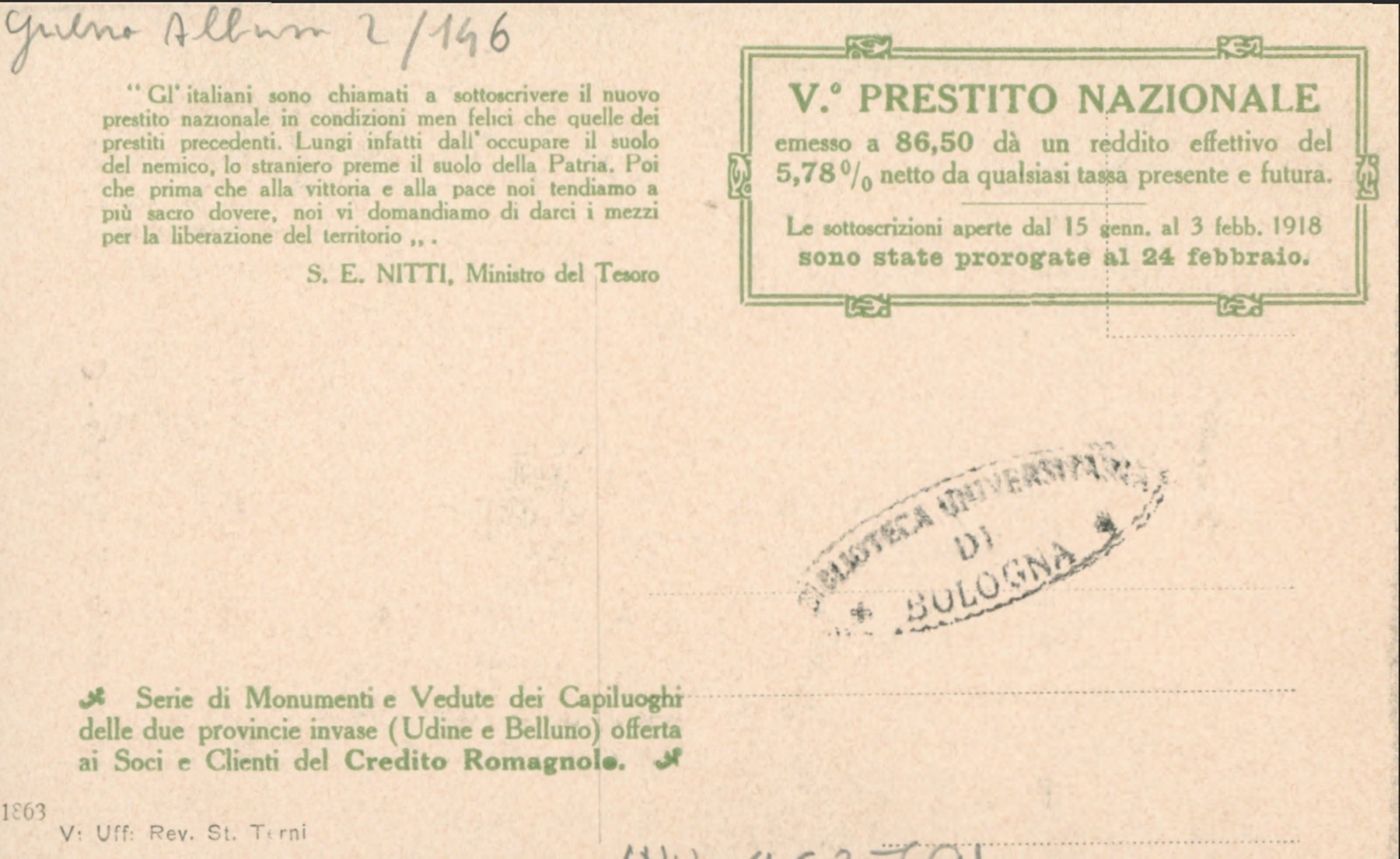 Album 2/196
“ Gl' italiani sono chiamati a sottoscrivere il nuovo
prestito nazionale in condizioni men felici che quelle dei
prestiti precedenti. Lungi infatti dall' occupare il suolo
del nemico, lo straniero preme il suolo della Patria. Poi
che prima che alla vittoria e alla pace noi tendiamo a
più sacro dovere, noi vi domandiamo di darci i mezzi
per la liberazione del territorio „ .
S. E. NITTI, Ministro del Tesoro
V.º PRESTITO NAZIONALE
emesso a 86,50 dà un reddito effettivo del
5,78 % netto da qualsiasi tassa presente e futura.
Le sottoscrizioni aperte dal 15 genn. al 3 febb. 1918
sono state prorogate al 24 febbraio.
BIBLIOTECA UNIVERSITARIA
DI
BOLOGNA
Serie di Monumenti e Vedute dei Capiluoghi
delle due provincie invase (Udine e Belluno) offerta
ai Soci e Clienti del Credito Romagnolo.
1863
V: Uff: Rev. St. Terni